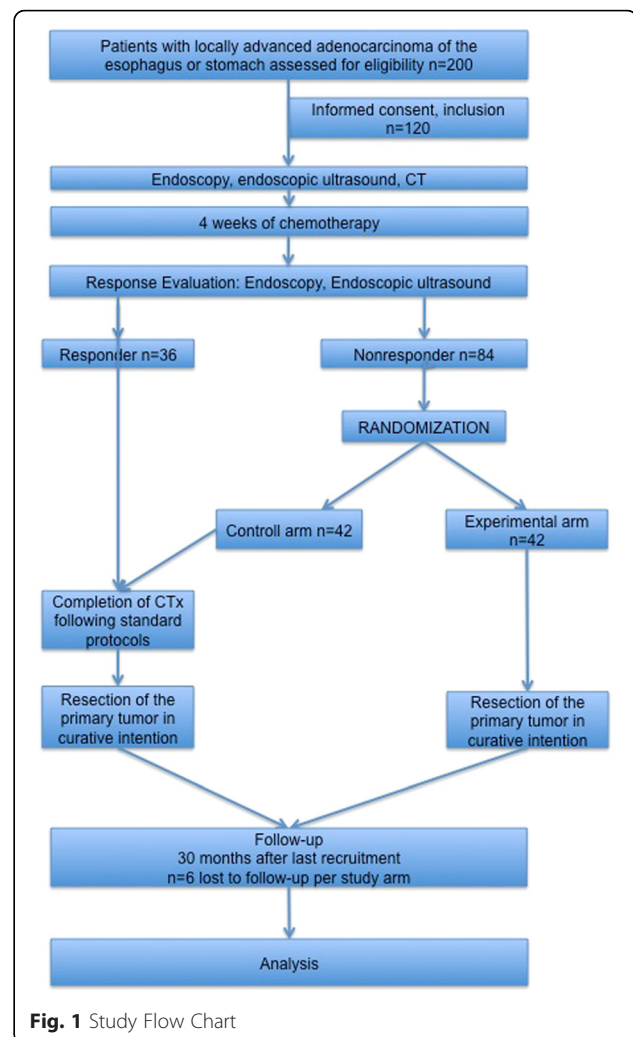 Patients with locally advanced adenocarcinoma of the
esophagus or stomach assessed for eligibility n=200
Informed consent, inclusion
n=120
Endoscopy, endoscopic ultrasound, CT
4 weeks of chemotherapy
Response Evaluation: Endoscopy, Endoscopic ultrasound
Responder n=36
Nonresponder n=84
RANDOMIZATION
Controll arm n=42
Experimental arm
n=42
Completion of CTx
following standard
protocols
Resection of the
primary tumor in
curative intention
Resection of the
primary tumor in
curative intention
Follow-up
30 months after last recruitment
n=6 lost to follow-up per study arm
Analysis
Fig. 1 Study Flow Chart